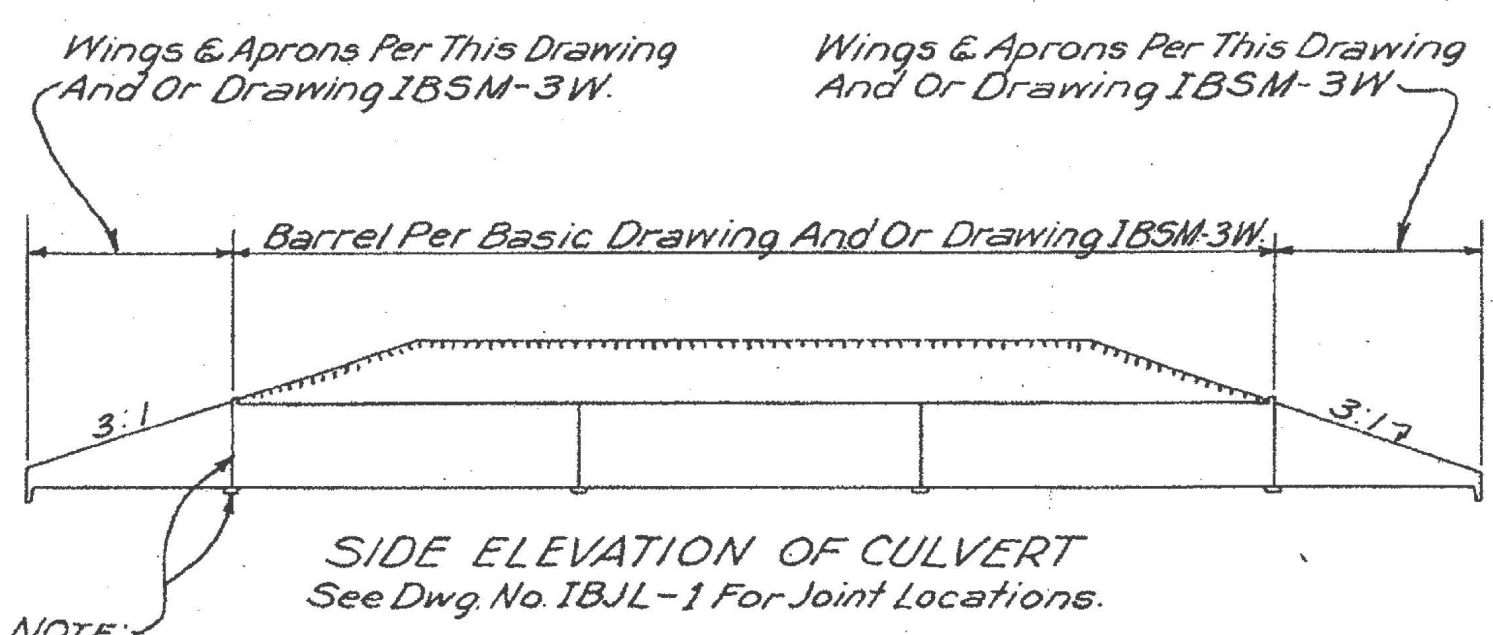 Wings & Aprons Per This Drawing
And Or Drawing IBSM-3W.
Wings & Aprons Per This Drawing
And Or Drawing IBSM-3W
Barrel Per Basic Drawing And Or Drawing IBSM-3W.
3:1
3:1
SIDE ELEVATION OF CULVERT
See Dwg. No. IBJL-1 For Joint Locations.
NOTE: